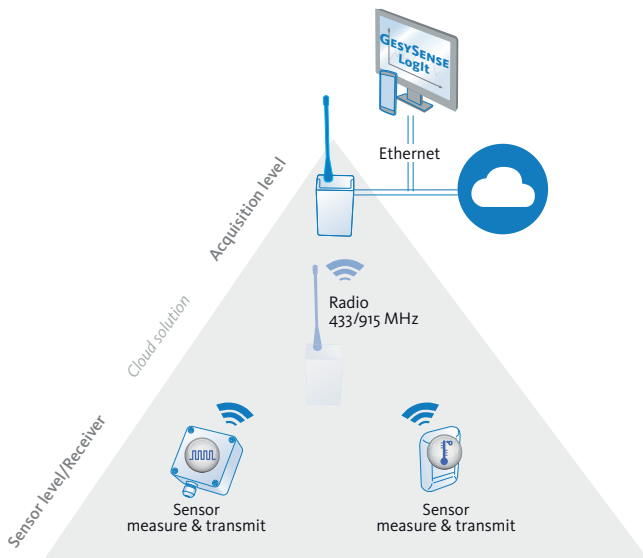 GESYSENSE
LogIt
Ethernet
Acquisition level
Radio
433/915 MHz
Cloud solution
Sensor level/Receiver
°C
Sensor
measure & transmit
Sensor
measure & transmit